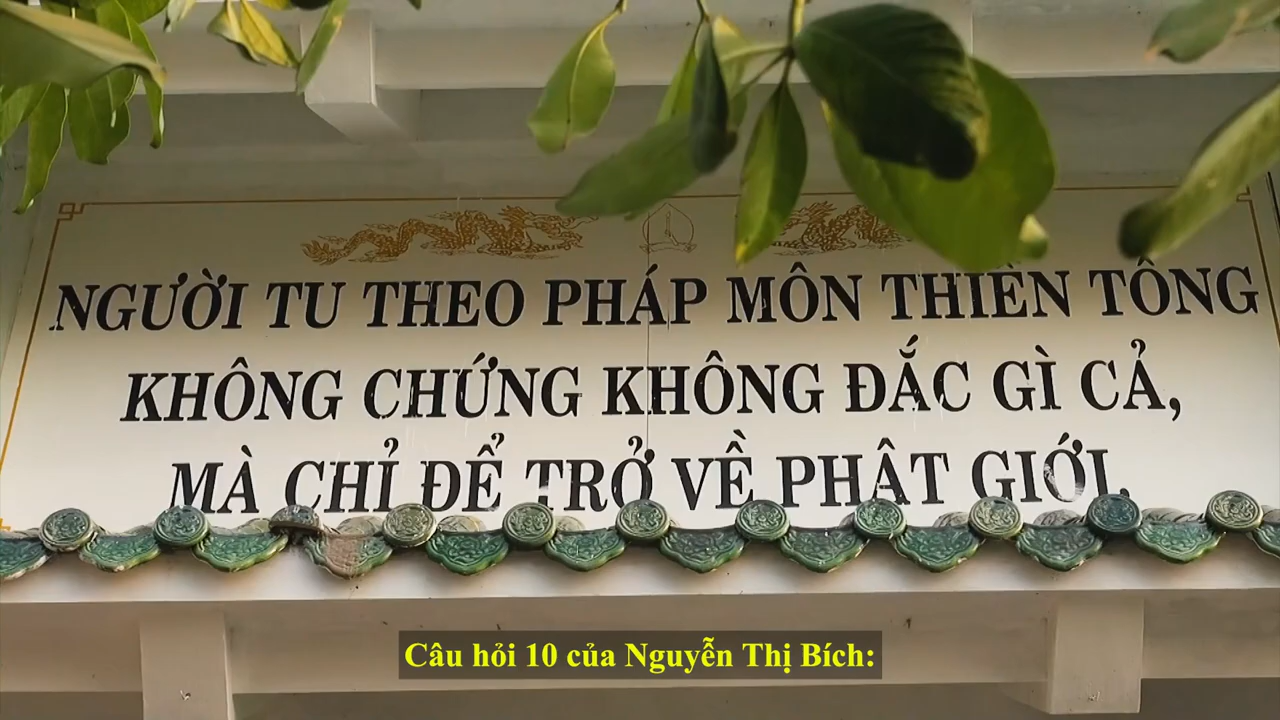 NGƯỜI TU THEO PHÁP MÔN THIỀN TÔNG
KHÔNG CHỨNG KHÔNG ĐẮC GÌ CẢ,
MÀ CHỈ ĐỂ TRỞ VỀ PHẬT GIỚI.
Câu hỏi 10 của Nguyễn Thị Bích: